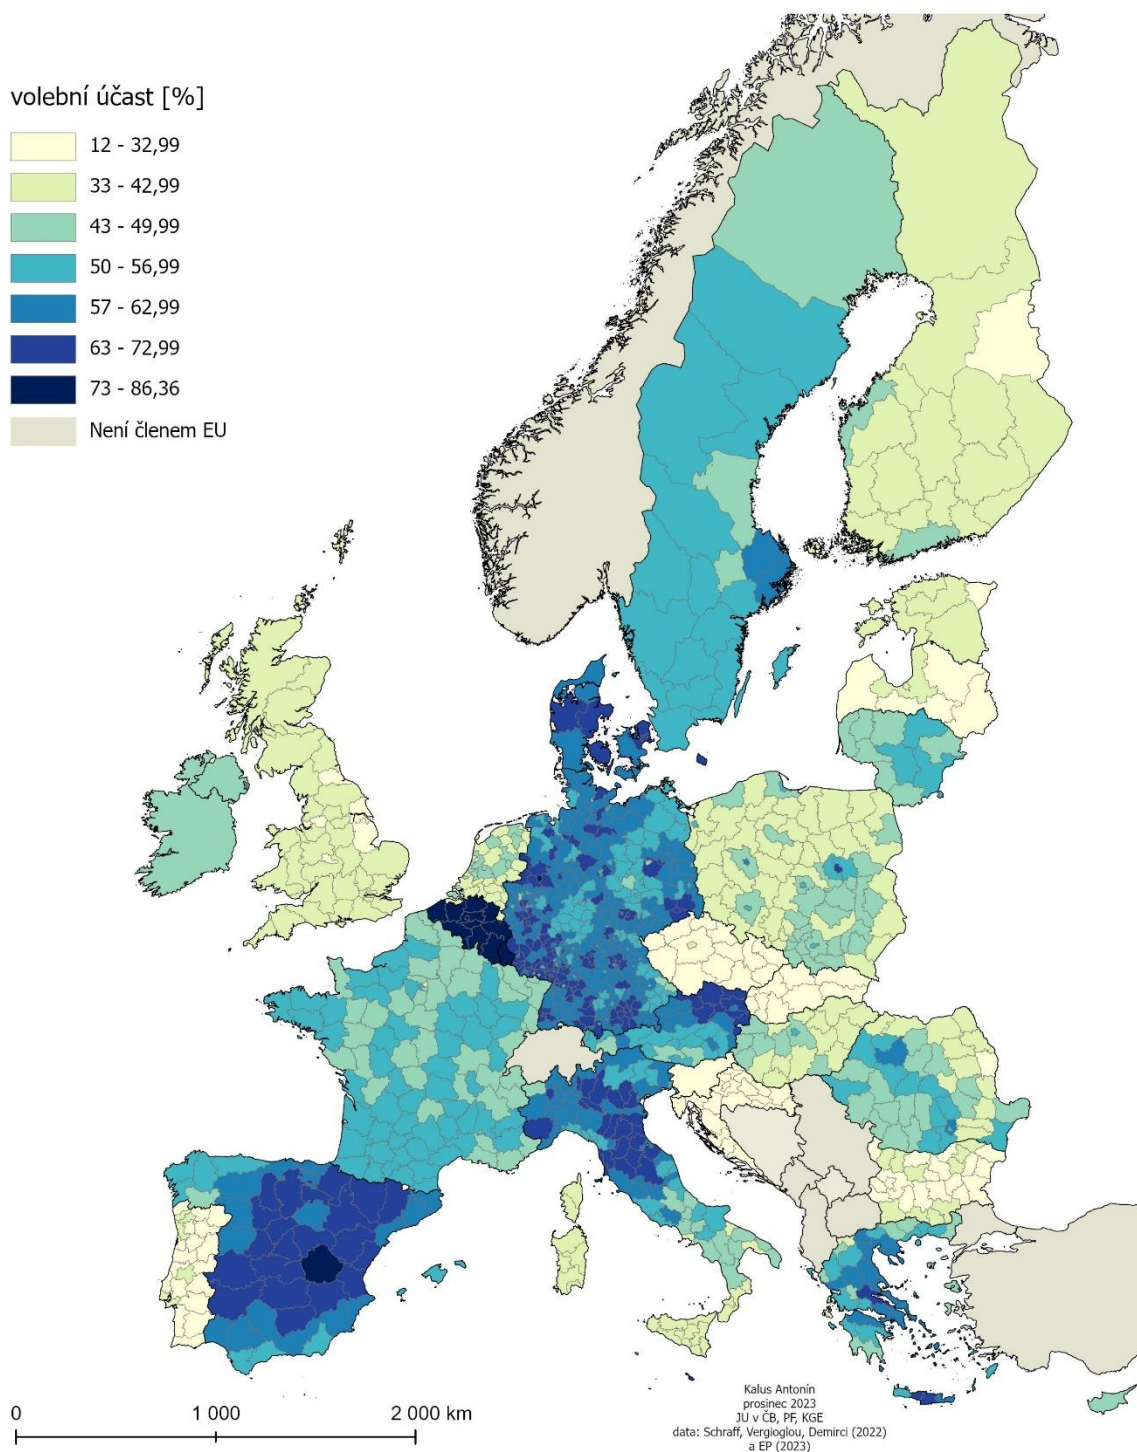 volební účast [%]
12 - 32,99
33 - 42,99
43 - 49,99
50 - 56,99
57 - 62,99
63 - 72,99
73 - 86,36
Není členem EU
0 1 000 2 000 km
Kalus Antonín
prosinec 2023
JU v ČB, PF, KGE
data: Schraff, Vergioglou, Demirci (2022)
a EP (2023)